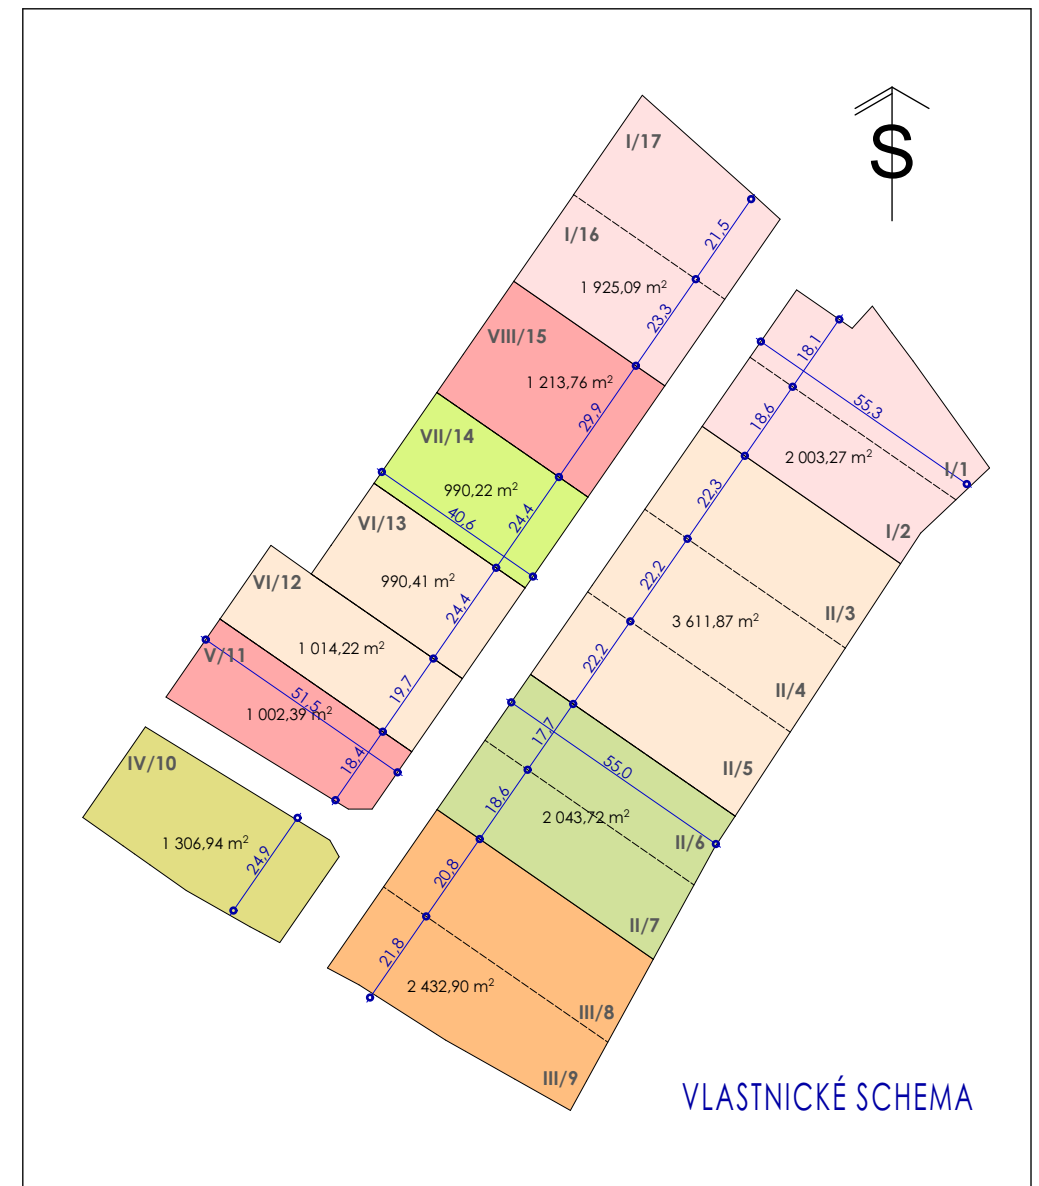 S
I/17
21,5
I/16
1 925,09 m²
23,3
VIII/15
1 213,76 m²
29,9
VII/14
990,22 m²
40,6
24,4
VI/13
990,41 m²
24,4
VI/12
1 014,22 m²
19,7
V/11
51,5
1 002,39 m²
18,4
IV/10
1 306,94 m²
24,9
18,1
55,3
18,6
2 003,27 m²
I/1
I/2
22,3
II/3
22,2
3 611,87 m²
II/4
22,2
II/5
17,7
55,0
18,6
2 043,72 m²
II/6
II/7
20,8
21,8
2 432,90 m²
III/8
III/9
VLASTNICKÉ SCHEMA